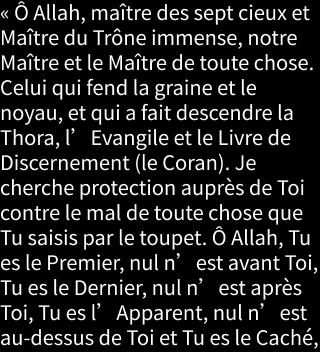 « Ô Allah, maître des sept cieux et
Maître du Trône immense, notre
Maître et le Maître de toute chose.
Celui qui fend la graine et le
noyau, et qui a fait descendre la
Thora, l’Evangile et le Livre de
Discernement (le Coran). Je
cherche protection auprès de Toi
contre le mal de toute chose que
Tu saisis par le toupet. Ô Allah, Tu
es le Premier, nul n’est avant Toi,
Tu es le Dernier, nul n’est après
Toi, Tu es l’Apparent, nul n’est
au-dessus de Toi et Tu es le Caché,